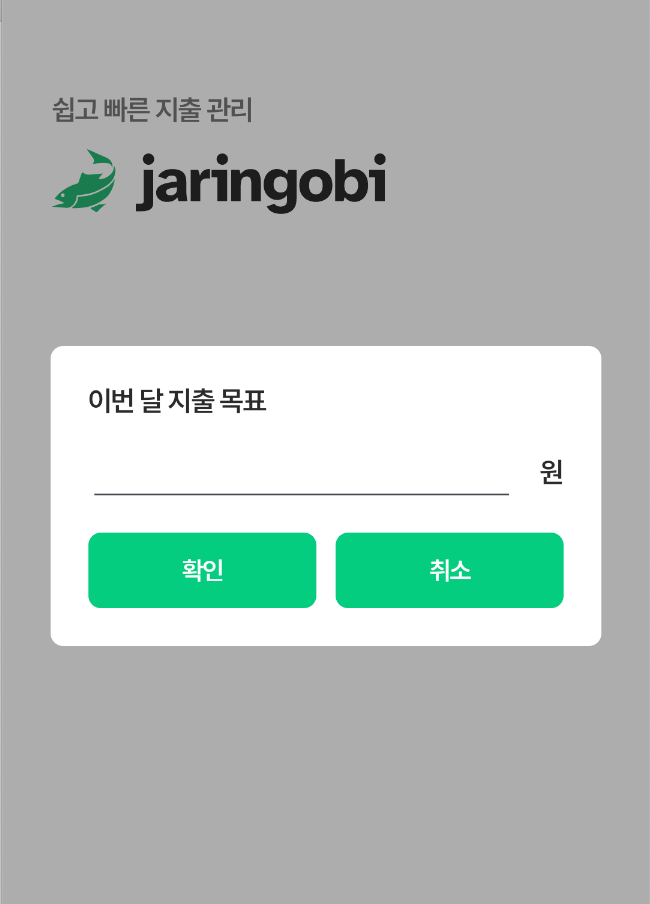 쉽고 빠른 지출 관리
jaringobi
이번 달 지출 목표
원
확인 취소